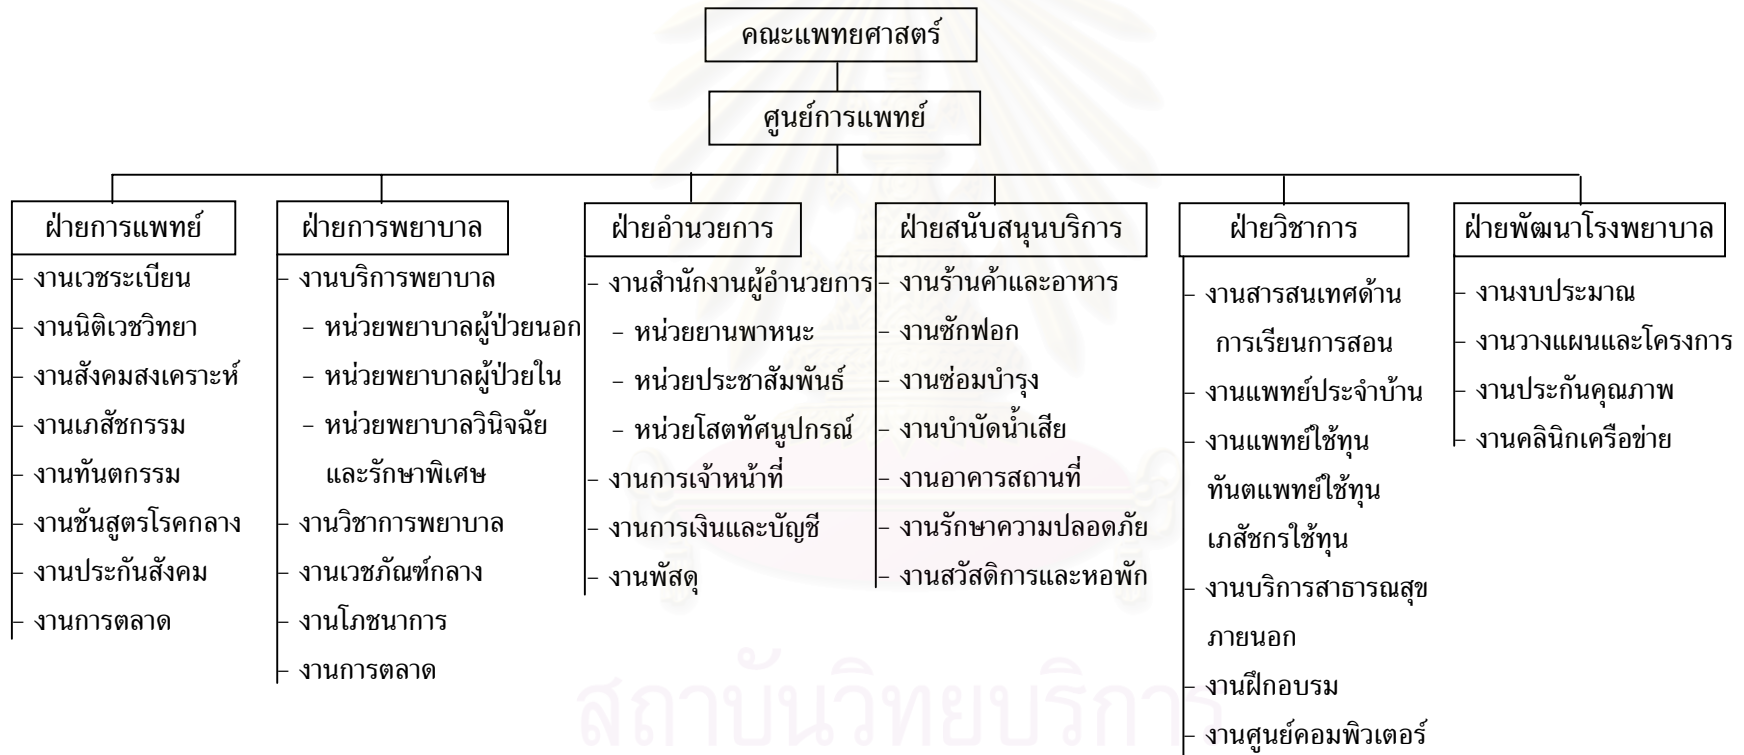 คณะแพทยศาสตร์
ศูนย์การแพทย์
ฝ่ายการแพทย์
- งานเวชระเบียน
- งานนิติเวชวิทยา
- งานสังคมสงเคราะห์
- งานเภสัชกรรม
- งานทันตกรรม
- งานชันสูตรโรคกลาง
- งานประกันสังคม
- งานการตลาด
ฝ่ายการพยาบาล
- งานบริการพยาบาล
- หน่วยพยาบาลผู้ป่วยนอก
- หน่วยพยาบาลผู้ป่วยใน
- หน่วยพยาบาลวินิจฉัย
และรักษาพิเศษ
- งานวิชาการพยาบาล
- งานเวชภัณฑ์กลาง
- งานโภชนาการ
- งานการตลาด
ฝ่ายอำนวยการ
- งานสำนักงานผู้อำนวยการ
- หน่วยยานพาหนะ
- หน่วยประชาสัมพันธ์
- หน่วยโสตทัศนูปกรณ์
- งานการเจ้าหน้าที่
- งานการเงินและบัญชี
- งานพัสดุ
ฝ่ายสนับสนุนบริการ
- งานร้านค้าและอาหาร
- งานซักฟอก
- งานซ่อมบำรุง
- งานบำบัดน้ำเสีย
- งานอาคารสถานที่
- งานรักษาความปลอดภัย
- งานสวัสดิการและหอพัก
ฝ่ายวิชาการ
- งานสารสนเทศด้าน
การเรียนการสอน
- งานแพทย์ประจำบ้าน
- งานแพทย์ใช้ทุน
ทันตแพทย์ใช้ทุน
เภสัชกรใช้ทุน
- งานบริการสาธารณสุข
ภายนอก
- งานฝึกอบรม
- งานศูนย์คอมพิวเตอร์
ฝ่ายพัฒนาโรงพยาบาล
- งานงบประมาณ
- งานวางแผนและโครงการ
- งานประกันคุณภาพ
- งานคลินิกเครือข่าย
สถาบันวิทยบริการ